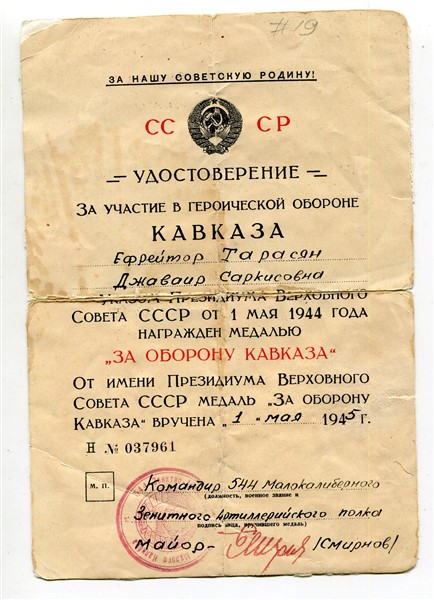 #19
ЗА НАШУ СОВЕТСКУЮ РОДИНУ!
СС СР
УДОСТОВЕРЕНИЕ
ЗА УЧАСТИЕ В ГЕРОИЧЕСКОЙ ОБОРОНЕ
КАВКАЗА
Ефрейтор Тарасян
Джаваир Саркисовна
УКАЗОМ ПРЕЗИДИУМА ВЕРХОВНОГО
СОВЕТА СССР ОТ 1 МАЯ 1944 ГОДА
НАГРАЖДЕН МЕДАЛЬЮ
„ЗА ОБОРОНУ КАВКАЗА“
ОТ ИМЕНИ ПРЕЗИДИУМА ВЕРХОВНОГО
СОВЕТА СССР МЕДАЛЬ „ЗА ОБОРОНУ
КАВКАЗА“ ВРУЧЕНА „1“ мая 1945 г.
Н № 037961
М. П.
Командир 544 Малокалиберного
(должность, военное звание и
Зенитного Артиллерийского полка
подпись лица, вручившего медаль)
майор- /Смирнов/